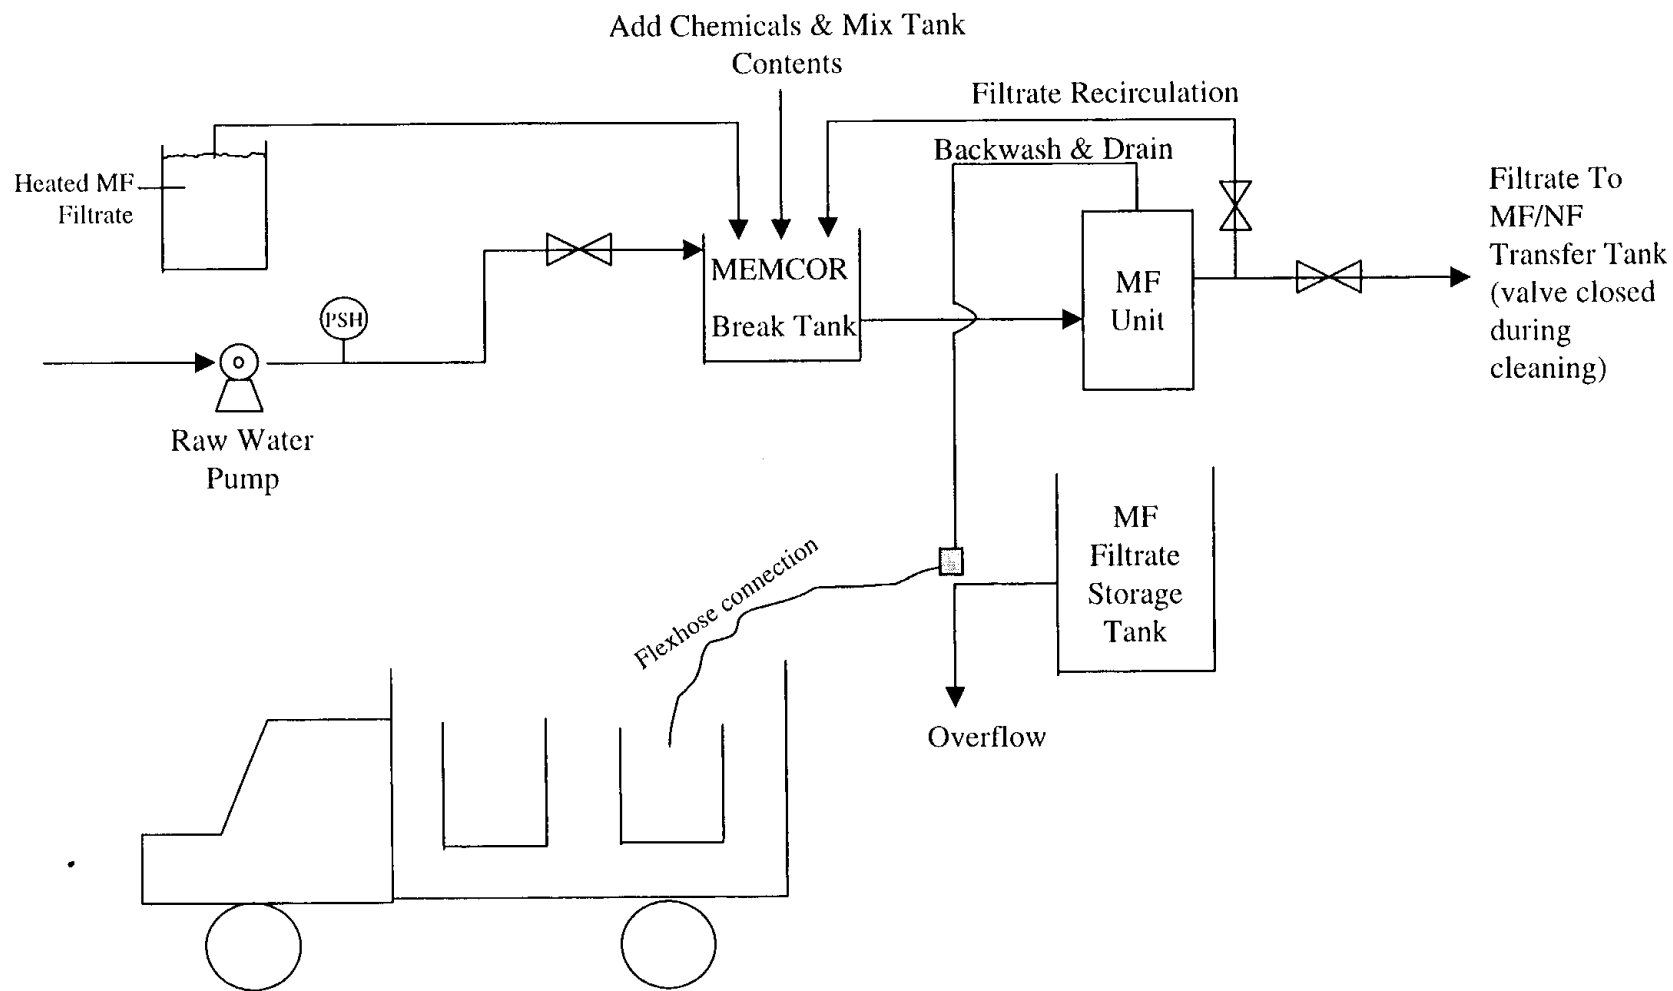 Add Chemicals & Mix Tank
Contents
Filtrate Recirculation
Backwash & Drain
Heated MF
Filtrate
Filtrate To
MF/NF
Transfer Tank
(valve closed
during
cleaning)
MEMCOR
Break Tank
MF
Unit
PSH
Raw Water
Pump
MF
Filtrate
Storage
Tank
Flexhose connection
Overflow